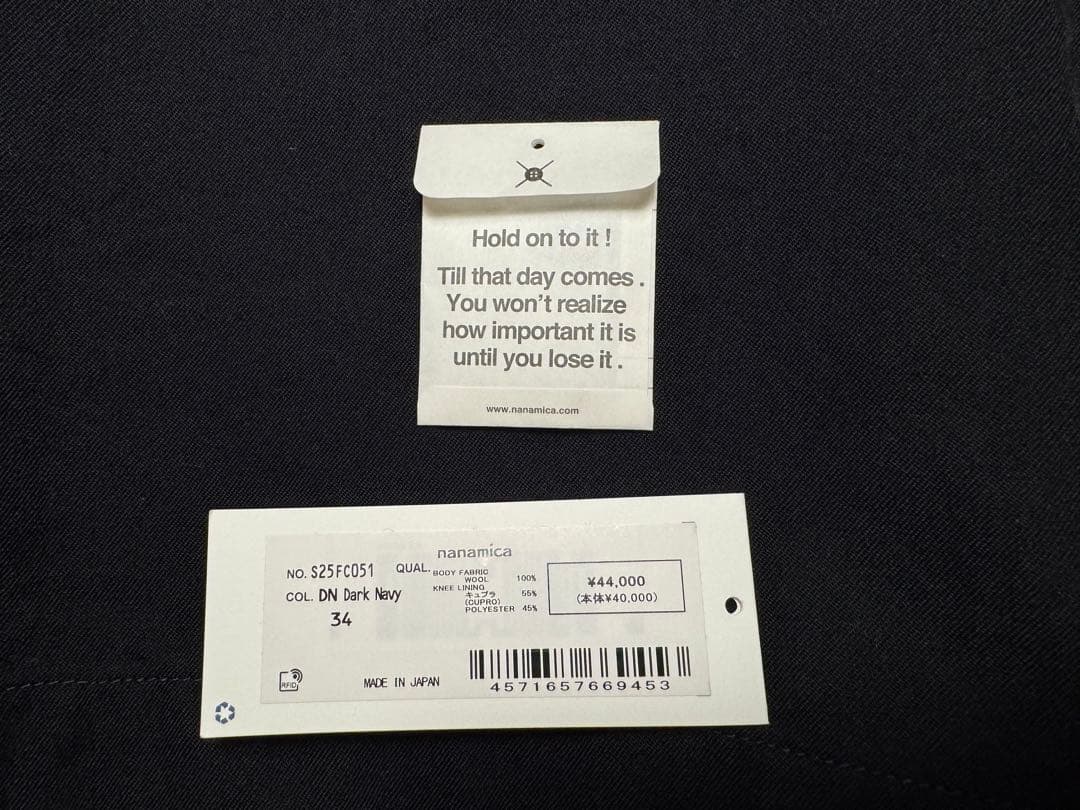 Hold on to it !
Till that day comes .
You won't realize
how important it is
until you lose it .
www.nanamica.com
nanamica
NO. S25FC051
COL. DN Dark Navy
34
QUAL. BODY FABRIC
WOOL 100%
KNEE LINING
キュプラ 55%
(CUPRO)
POLYESTER 45%
¥44,000
(本体¥40,000)
RFID
MADE IN JAPAN
4571657669453